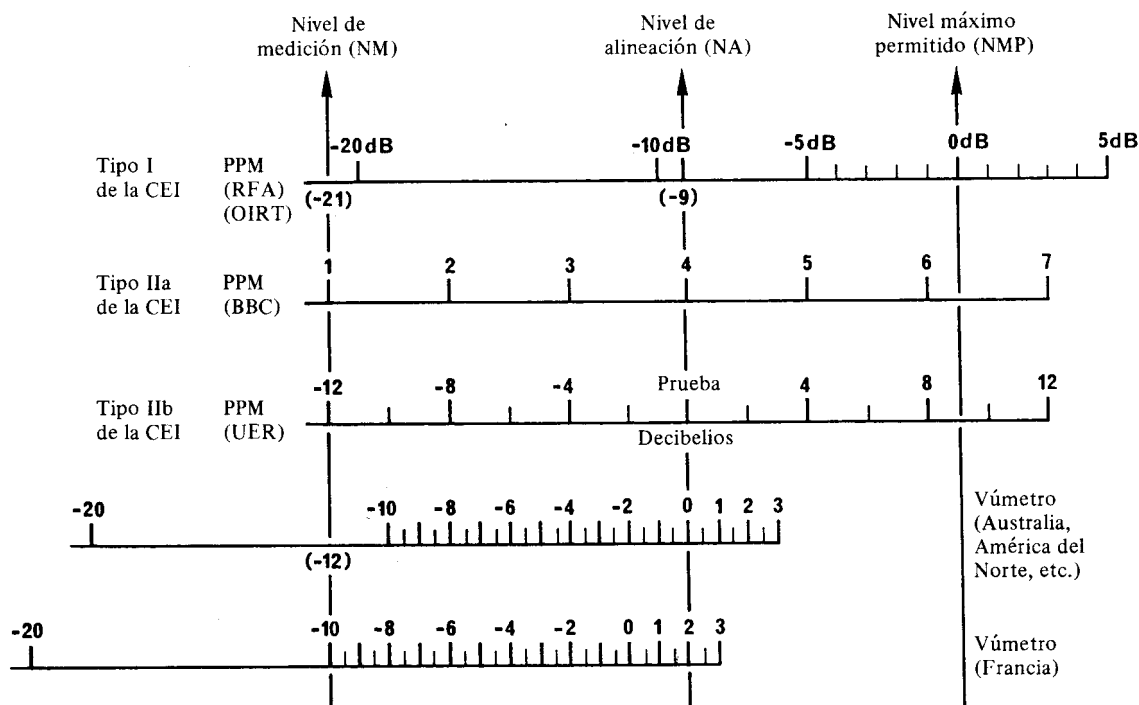 Nivel de
medición (NM)
Nivel de
alineación (NA)
Nivel máximo
permitido (NMP)
Tipo I
de la CEI
PPM
(RFA)
(OIRT)
-20dB -10dB -5dB 0dB 5dB
(-21) (-9)
Tipo IIa
de la CEI
PPM
(BBC)
1 2 3 4 5 6 7
Tipo IIb
de la CEI
PPM
(UER)
-12 -8 -4 Prueba 4 8 12
Decibelios
-20 -10 -8 -6 -4 -2 0 1 2 3
(-12)
Vúmetro
(Australia,
América del
Norte, etc.)
-20 -10 -8 -6 -4 -2 0 1 2 3
Vúmetro
(Francia)